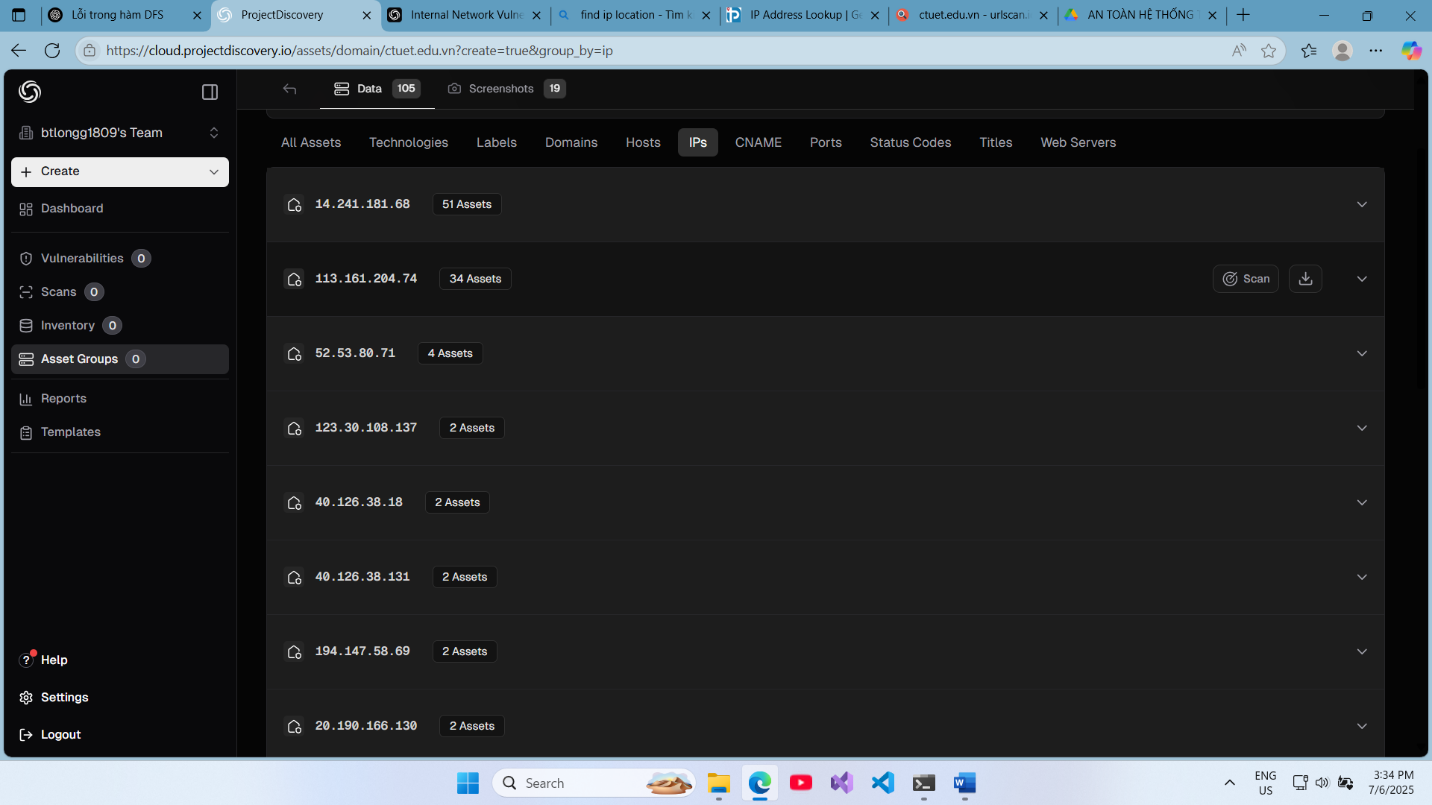 Lỗi trong hàm DFS
ProjectDiscovery
Internal Network Vulne
find ip location - Tìm k
IP Address Lookup | Ge
ctuet.edu.vn - urlscan.i
AN TOÀN HỆ THỐNG T
https://cloud.projectdiscovery.io/assets/domain/ctuet.edu.vn?create=true&group_by=ip
btlongg1809's Team
Create
Dashboard
Vulnerabilities 0
Scans 0
Inventory 0
Asset Groups 0
Reports
Templates
Help
Settings
Logout
Data 105 Screenshots 19
All Assets Technologies Labels Domains Hosts IPs CNAME Ports Status Codes Titles Web Servers
14.241.181.68 51 Assets
113.161.204.74 34 Assets Scan
52.53.80.71 4 Assets
123.30.108.137 2 Assets
40.126.38.18 2 Assets
40.126.38.131 2 Assets
194.147.58.69 2 Assets
20.190.166.130 2 Assets
Search
ENG
US
3:34 PM
7/6/2025